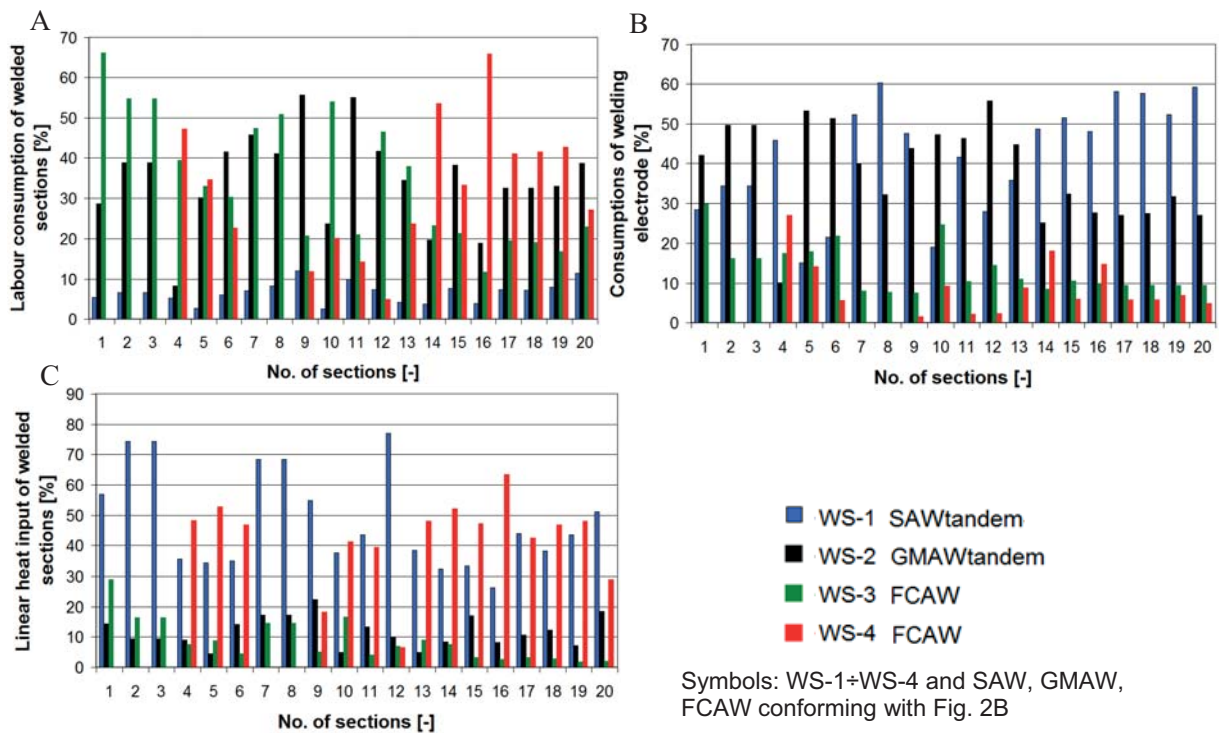 A
Labour consumption of welded
sections [%]
70
60
50
40
30
20
10
0
1 2 3 4 5 6 7 8 9 10 11 12 13 14 15 16 17 18 19 20
No. of sections [-]
B
Consumptions of welding
electrode [%]
70
60
50
40
30
20
10
0
1 2 3 4 5 6 7 8 9 10 11 12 13 14 15 16 17 18 19 20
No. of sections [-]
C
Linear heat input of welded
sections [%]
90
80
70
60
50
40
30
20
10
0
1 2 3 4 5 6 7 8 9 10 11 12 13 14 15 16 17 18 19 20
No. of sections [-]
WS-1 SAWtandem
WS-2 GMAWtandem
WS-3 FCAW
WS-4 FCAW
Symbols: WS-1÷WS-4 and SAW, GMAW,
FCAW conforming with Fig. 2B